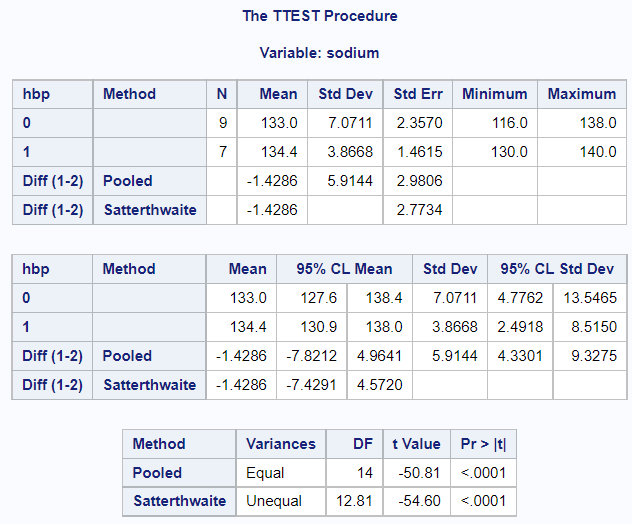 The TTEST Procedure
Variable: sodium
hbp Method N Mean Std Dev Std Err Minimum Maximum
0 9 133.0 7.0711 2.3570 116.0 138.0
1 7 134.4 3.8668 1.4615 130.0 140.0
Diff (1-2) Pooled -1.4286 5.9144 2.9806
Diff (1-2) Satterthwaite -1.4286 2.7734
hbp Method Mean 95% CL Mean Std Dev 95% CL Std Dev
0 133.0 127.6 138.4 7.0711 4.7762 13.5465
1 134.4 130.9 138.0 3.8668 2.4918 8.5150
Diff (1-2) Pooled -1.4286 -7.8212 4.9641 5.9144 4.3301 9.3275
Diff (1-2) Satterthwaite -1.4286 -7.4291 4.5720
Method Variances DF t Value Pr > |t|
Pooled Equal 14 -50.81 <.0001
Satterthwaite Unequal 12.81 -54.60 <.0001